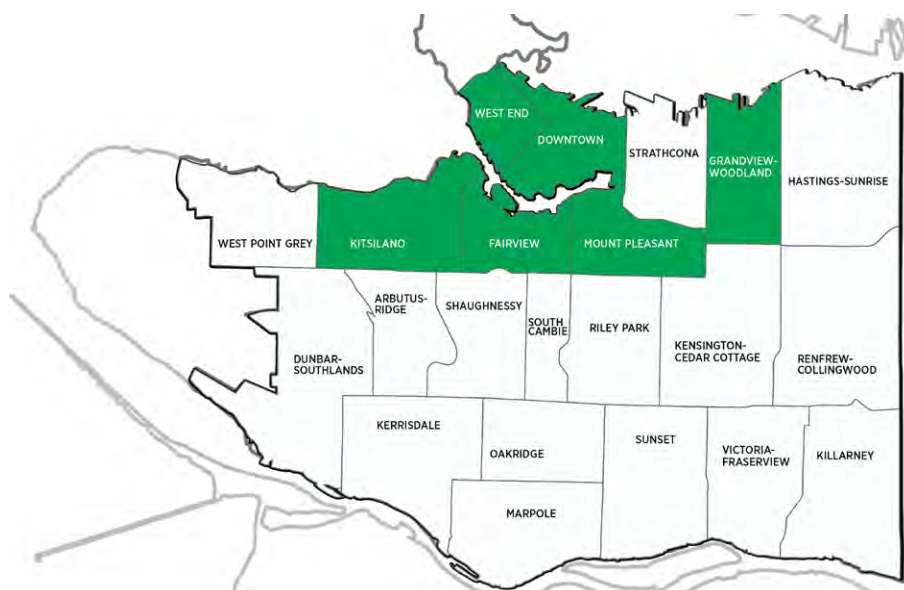 WEST END
DOWNTOWN
STRATHCONA
GRANDVIEW-
WOODLAND
HASTINGS-SUNRISE
WEST POINT GREY
KITSILANO
FAIRVIEW
MOUNT PLEASANT
ARBUTUS-
RIDGE
SHAUGHNESSY
SOUTH
CAMBIE
RILEY PARK
KENSINGTON-
CEDAR COTTAGE
DUNBAR-
SOUTHLANDS
RENFREW-
COLLINGWOOD
KERRISDALE
OAKRIDGE
SUNSET
VICTORIA-
FRASERVIEW
KILLARNEY
MARPOLE